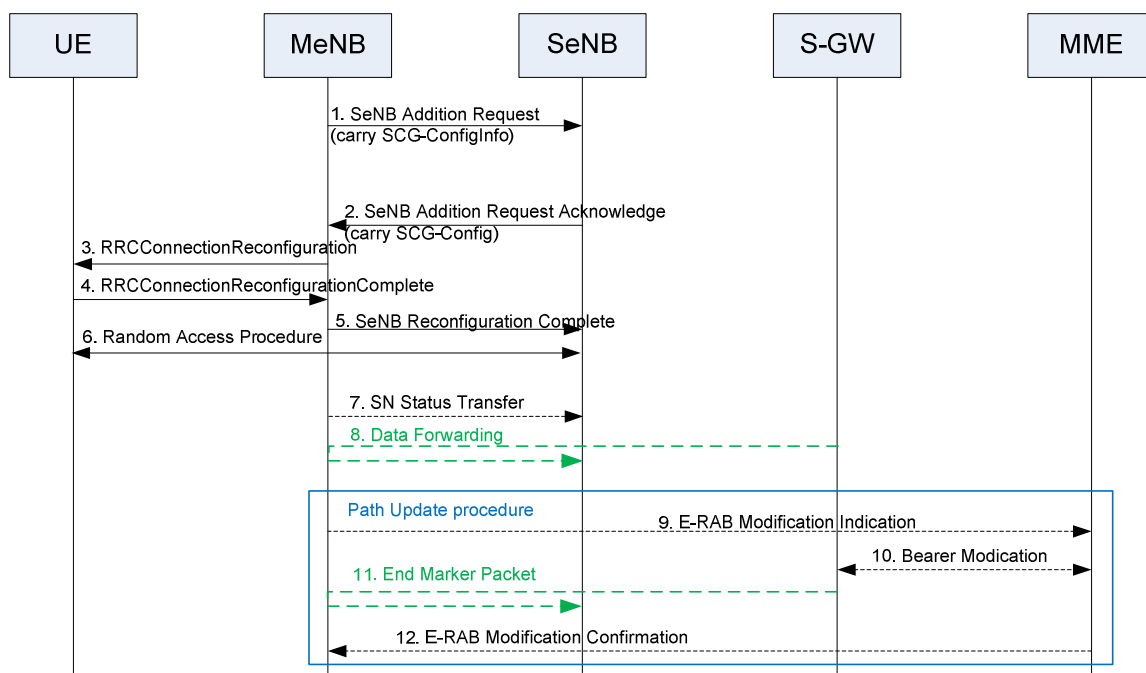 UE
MeNB
SeNB
S-GW
MME
1. SeNB Addition Request
(carry SCG-ConfigInfo)
2. SeNB Addition Request Acknowledge
(carry SCG-Config)
3. RRCConnectionReconfiguration
4. RRCConnectionReconfigurationComplete
5. SeNB Reconfiguration Complete
6. Random Access Procedure
7. SN Status Transfer
8. Data Forwarding
Path Update procedure
9. E-RAB Modification Indication
10. Bearer Modication
11. End Marker Packet
12. E-RAB Modification Confirmation